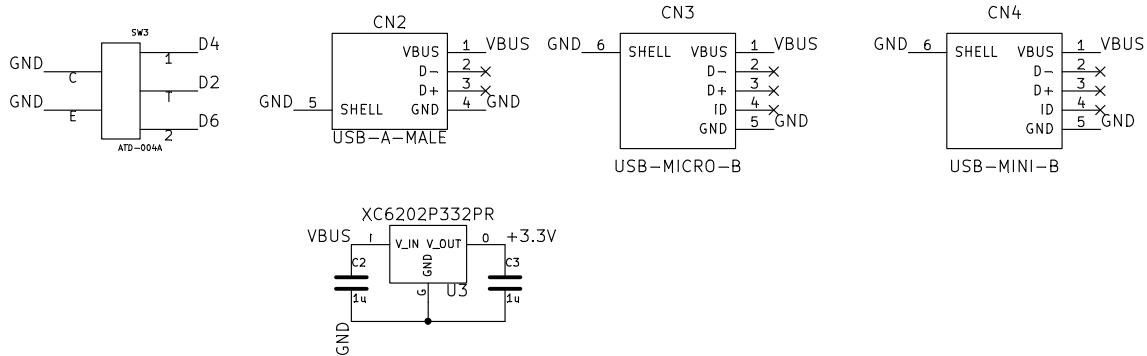 SW3
GND C
GND E
1 D4
T D2
2 D6
ATD-004A
CN2
VBUS 1 VBUS
D- 2
D+ 3
GND 5 SHELL GND 4 GND
USB-A-MALE
CN3
GND 6 SHELL VBUS 1 VBUS
D- 2
D+ 3
ID 4
GND 5 GND
USB-MICRO-B
CN4
GND 6 SHELL VBUS 1 VBUS
D- 2
D+ 3
ID 4
GND 5 GND
USB-MINI-B
XC6202P332PR
VBUS I V_IN V_OUT O +3.3V
GND
C2
1u
G
U3
C3
1u
GND